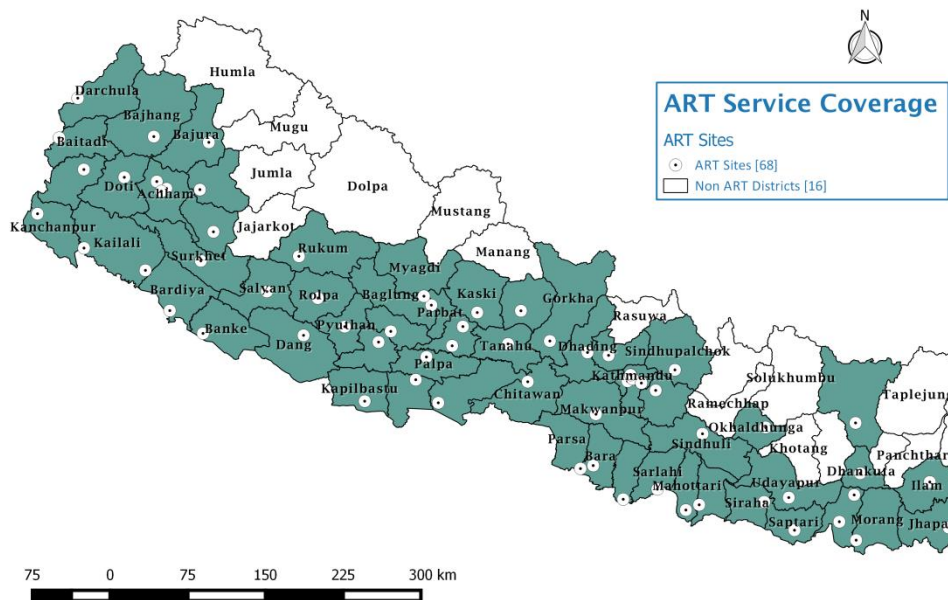 N
Humla
Darchula
Bajhang
Mugu
ART Service Coverage
Baitadi
Bajura
ART Sites
ART Sites [68]
Jumla
Doti
Achham
Dolpa
Non ART Districts [16]
Mustang
Kanchanpur
Jajarkot
Kailali
Rukum
Manang
Surkhet
Myagdi
Bardiya
Salyan
Rolpa
Baglung
Kaski
Gorkha
Parbat
Rasuwa
Banke
Dang
Pyuthan
Tanahu
Dhading
Sindhupalchok
Palpa
Kathmandu
Solukhumbu
Kapilbastu
Chitawan
Taplejung
Makwanpur
Ramechhap
Okhaldhunga
Parsa
Sindhuli
Khotang
Panchthar
Bara
Sarlahi
Dhankuta
Mahottari
Udayapur
Ilam
Siraha
Saptari
Morang
Jhapa
75 0 75 150 225 300 km